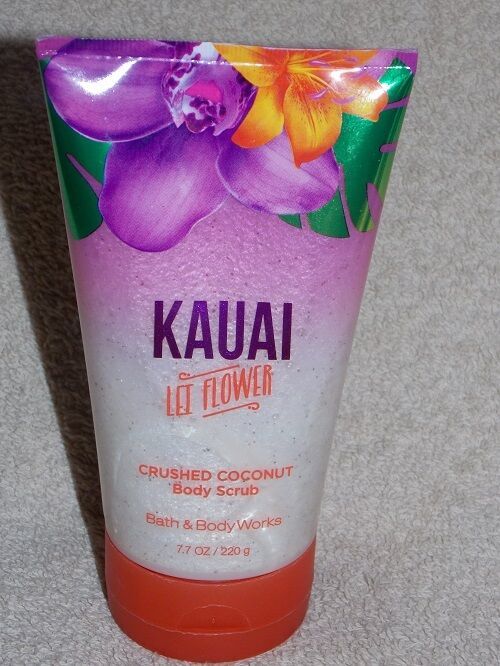 KAUAI
LEI FLOWER
CRUSHED COCONUT
Body Scrub
Bath & Body Works
7.7 OZ / 220 g